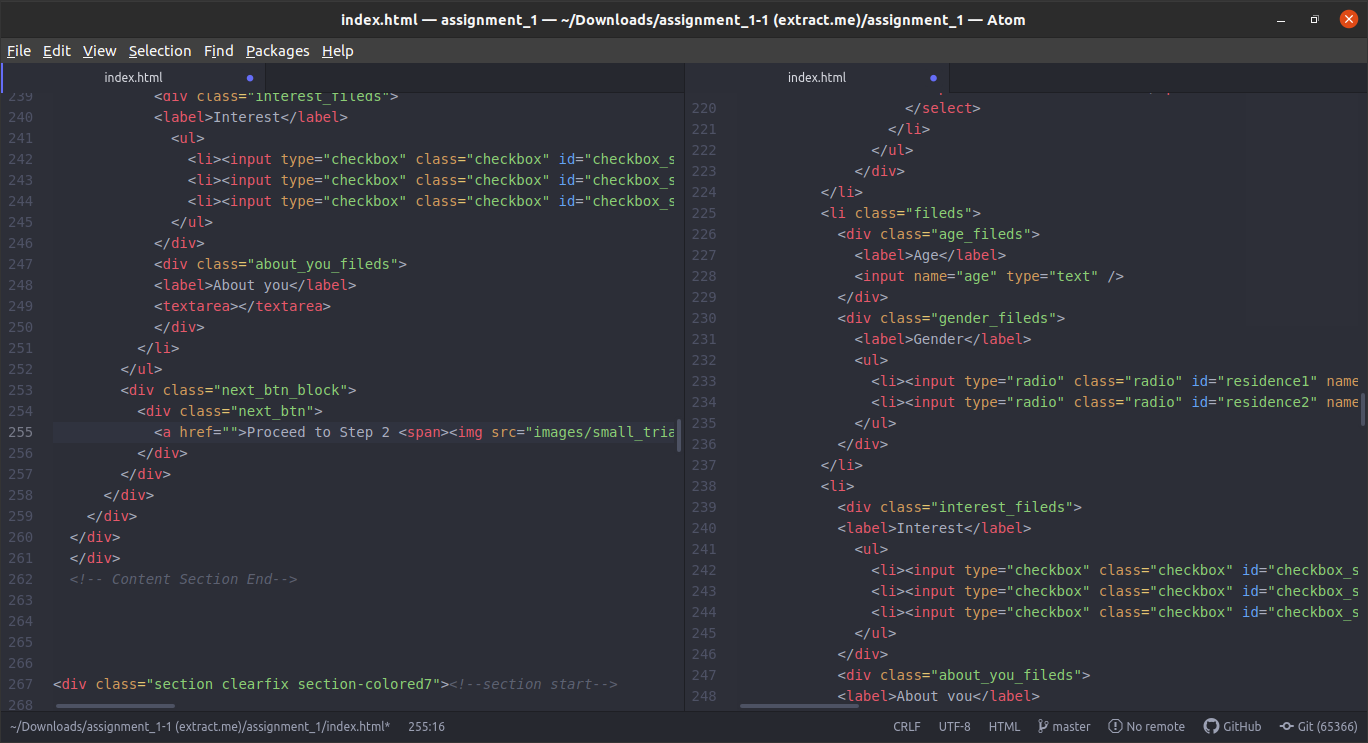 index.html — assignment_1 — ~/Downloads/assignment_1-1 (extract.me)/assignment_1 — Atom
File Edit View Selection Find Packages Help
index.html
239 <div class="interest_fileds">
240 <label>Interest</label>
241 <ul>
242 <li><input type="checkbox" class="checkbox" id="checkbox_s
243 <li><input type="checkbox" class="checkbox" id="checkbox_s
244 <li><input type="checkbox" class="checkbox" id="checkbox_s
245 </ul>
246 </div>
247 <div class="about_you_fileds">
248 <label>About you</label>
249 <textarea></textarea>
250 </div>
251 </li>
252 </ul>
253 <div class="next_btn_block">
254 <div class="next_btn">
255 <a href="">Proceed to Step 2 <span><img src="images/small_tria
256 </div>
257 </div>
258 </div>
259 </div>
260 </div>
261 </div>
262 <!-- Content Section End-->
263
264
265
266
267 <div class="section clearfix section-colored7"><!--section start-->
268
index.html
220 </select>
221 </li>
222 </ul>
223 </div>
224 </li>
225 <li class="fileds">
226 <div class="age_fileds">
227 <label>Age</label>
228 <input name="age" type="text" />
229 </div>
230 <div class="gender_fileds">
231 <label>Gender</label>
232 <ul>
233 <li><input type="radio" class="radio" id="residence1" name
234 <li><input type="radio" class="radio" id="residence2" name
235 </ul>
236 </div>
237 </li>
238 <li>
239 <div class="interest_fileds">
240 <label>Interest</label>
241 <ul>
242 <li><input type="checkbox" class="checkbox" id="checkbox_s
243 <li><input type="checkbox" class="checkbox" id="checkbox_s
244 <li><input type="checkbox" class="checkbox" id="checkbox_s
245 </ul>
246 </div>
247 <div class="about_you_fileds">
248 <label>About you</label>
~/Downloads/assignment_1-1 (extract.me)/assignment_1/index.html* 255:16 CRLF UTF-8 HTML master No remote GitHub Git (65366)